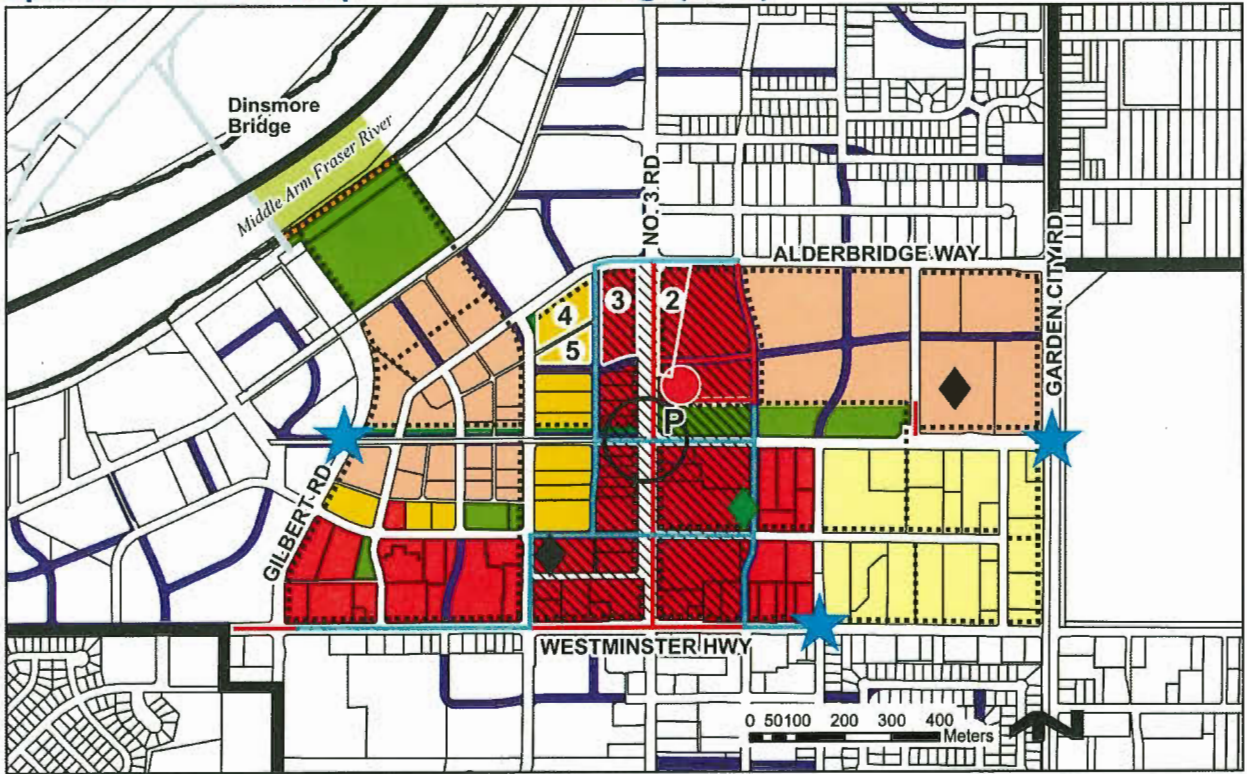 Dinsmore
Bridge
Middle Arm Fraser River
NO. 3 RD
ALDERBRIDGE WAY
GARDEN CITY RD
3
2
4
5
P
GILBERT RD
WESTMINSTER HWY
0 50 100 200 300 400
Meters